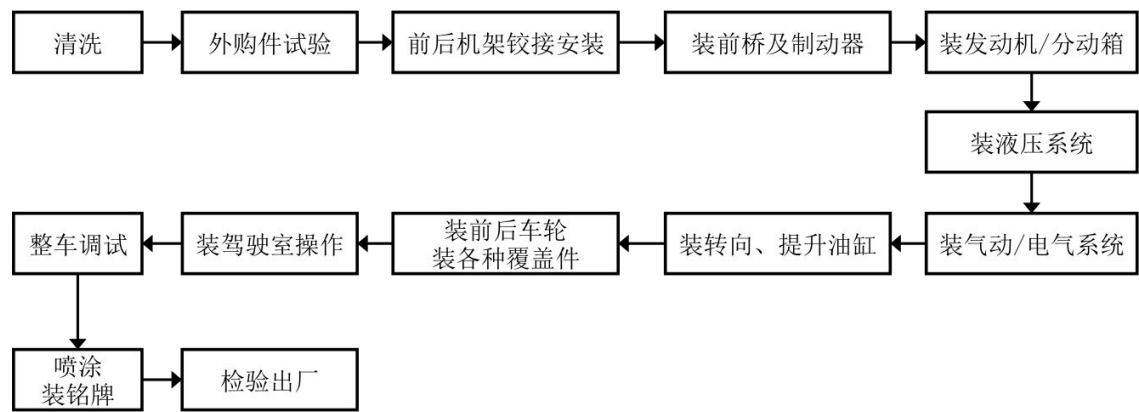 清洗
外购件试验
前后机架铰接安装
装前桥及制动器
装发动机/分动箱
装液压系统
装气动/电气系统
装转向、提升油缸
装前后车轮
装各种覆盖件
装驾驶室操作
整车调试
喷涂
装铭牌
检验出厂